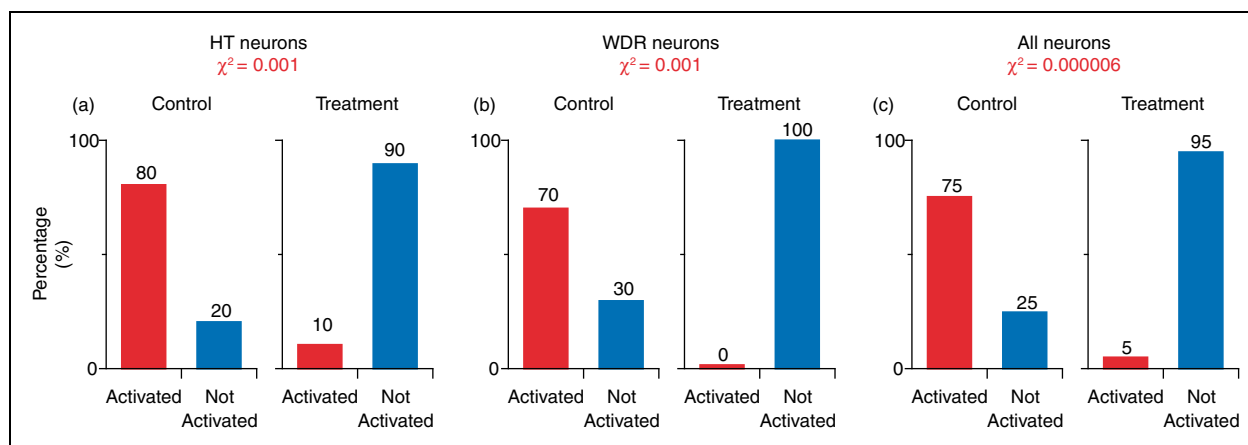 HT neurons
χ² = 0.001
WDR neurons
χ² = 0.001
All neurons
χ² = 0.000006
(a)
Control
Treatment
(b)
Control
Treatment
(c)
Control
Treatment
Percentage
(%)
100
0
80
20
10
90
Activated
Not
Activated
Activated
Not
Activated
100
0
70
30
0
100
Activated
Not
Activated
Activated
Not
Activated
100
0
75
25
5
95
Activated
Not
Activated
Activated
Not
Activated